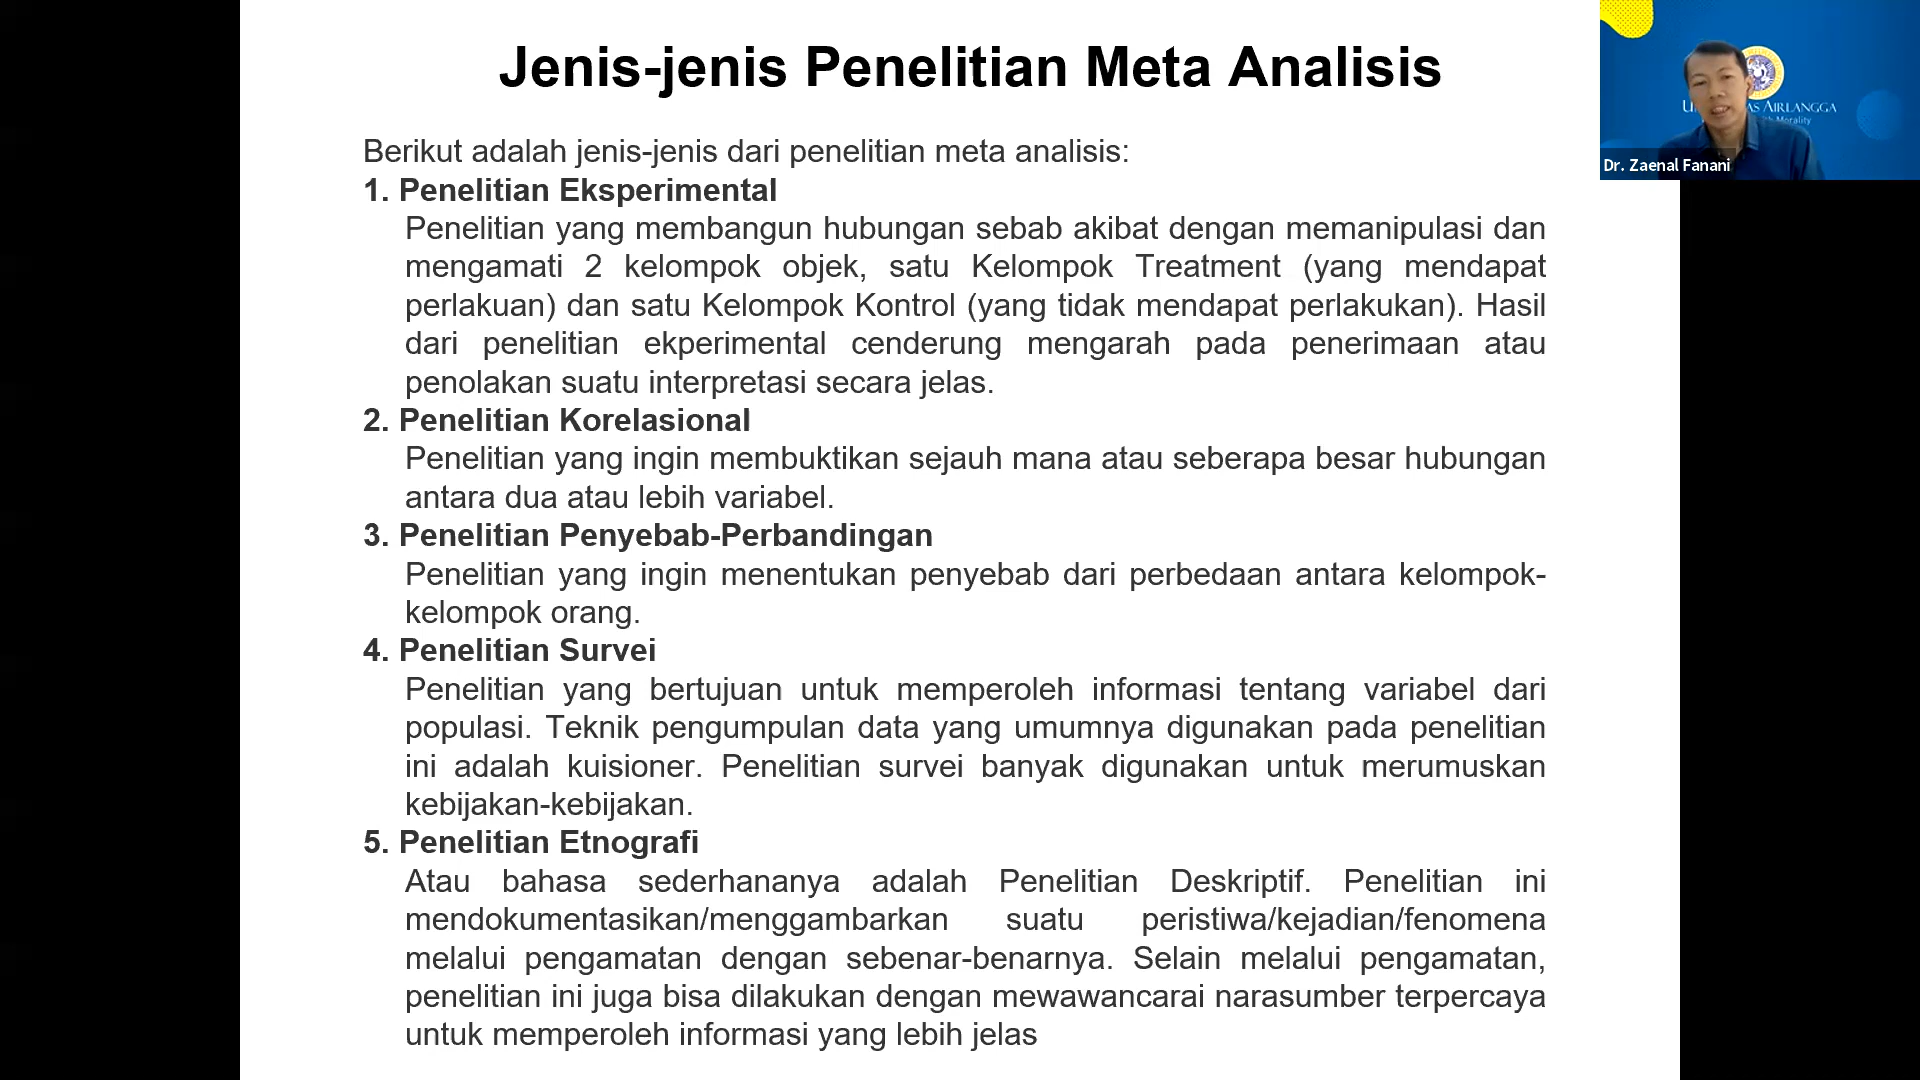 Jenis-jenis Penelitian Meta Analisis
Berikut adalah jenis-jenis dari penelitian meta analisis:
1. Penelitian Eksperimental
Penelitian yang membangun hubungan sebab akibat dengan memanipulasi dan
mengamati 2 kelompok objek, satu Kelompok Treatment (yang mendapat
perlakuan) dan satu Kelompok Kontrol (yang tidak mendapat perlakukan). Hasil
dari penelitian ekperimental cenderung mengarah pada penerimaan atau
penolakan suatu interpretasi secara jelas.
2. Penelitian Korelasional
Penelitian yang ingin membuktikan sejauh mana atau seberapa besar hubungan
antara dua atau lebih variabel.
3. Penelitian Penyebab-Perbandingan
Penelitian yang ingin menentukan penyebab dari perbedaan antara kelompok-
kelompok orang.
4. Penelitian Survei
Penelitian yang bertujuan untuk memperoleh informasi tentang variabel dari
populasi. Teknik pengumpulan data yang umumnya digunakan pada penelitian
ini adalah kuisioner. Penelitian survei banyak digunakan untuk merumuskan
kebijakan-kebijakan.
5. Penelitian Etnografi
Atau bahasa sederhananya adalah Penelitian Deskriptif. Penelitian ini
mendokumentasikan/menggambarkan suatu peristiwa/kejadian/fenomena
melalui pengamatan dengan sebenar-benarnya. Selain melalui pengamatan,
penelitian ini juga bisa dilakukan dengan mewawancarai narasumber terpercaya
untuk memperoleh informasi yang lebih jelas
AIRLANGGA
Morality
Dr. Zaenal Fanani